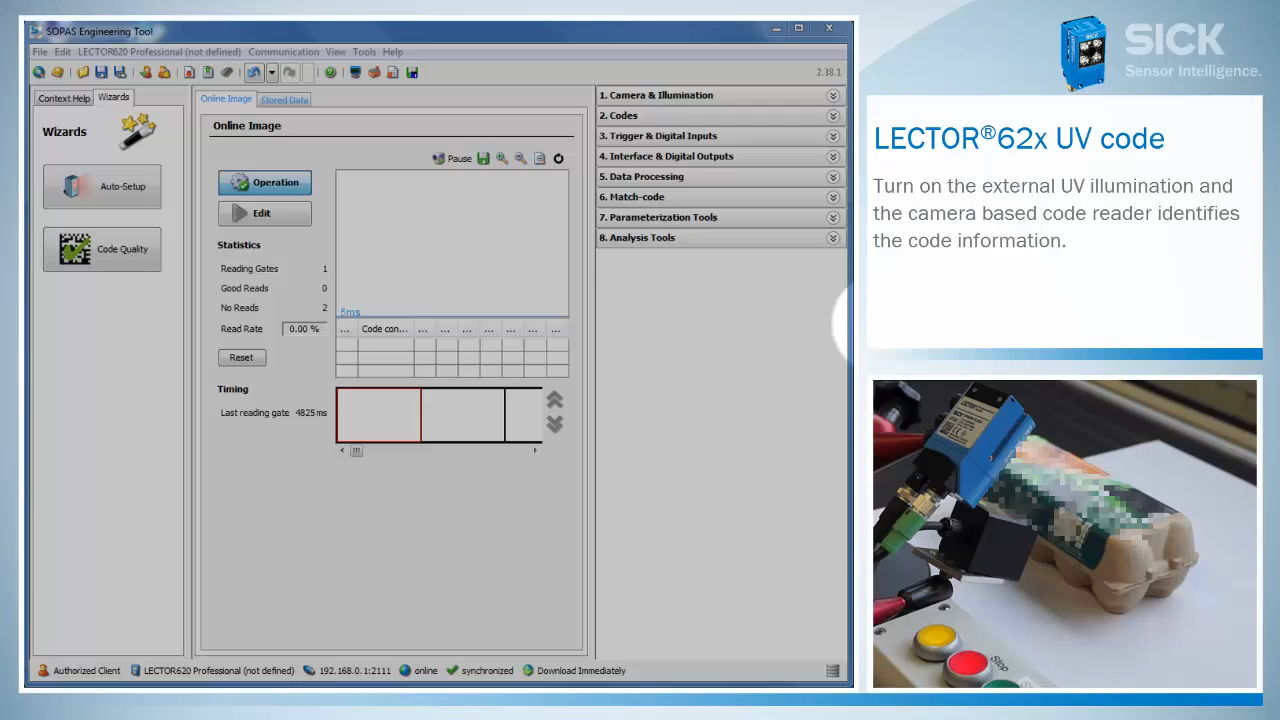 SOPAS Engineering Tool
File Edit LECTOR620 Professional (not defined) Communication View Tools Help
2.38.1
Context Help Wizards
Wizards
Auto-Setup
Code Quality
Online Image Stored Data
Online Image
Pause
Operation
Edit
Statistics
Reading Gates 1
Good Reads 0
No Reads 2
Read Rate 0.00 %
Reset
5ms
... Code con... ... ... ... ... ... ... ...
Timing
Last reading gate 4825 ms
1. Camera & Illumination
2. Codes
3. Trigger & Digital Inputs
4. Interface & Digital Outputs
5. Data Processing
6. Match-code
7. Parameterization Tools
8. Analysis Tools
Authorized Client LECTOR620 Professional (not defined) 192.168.0.1:2111 online synchronized Download Immediately
SICK
Sensor Intelligence.
LECTOR®62x UV code
Turn on the external UV illumination and
the camera based code reader identifies
the code information.
LECTOR
SICK
Stop